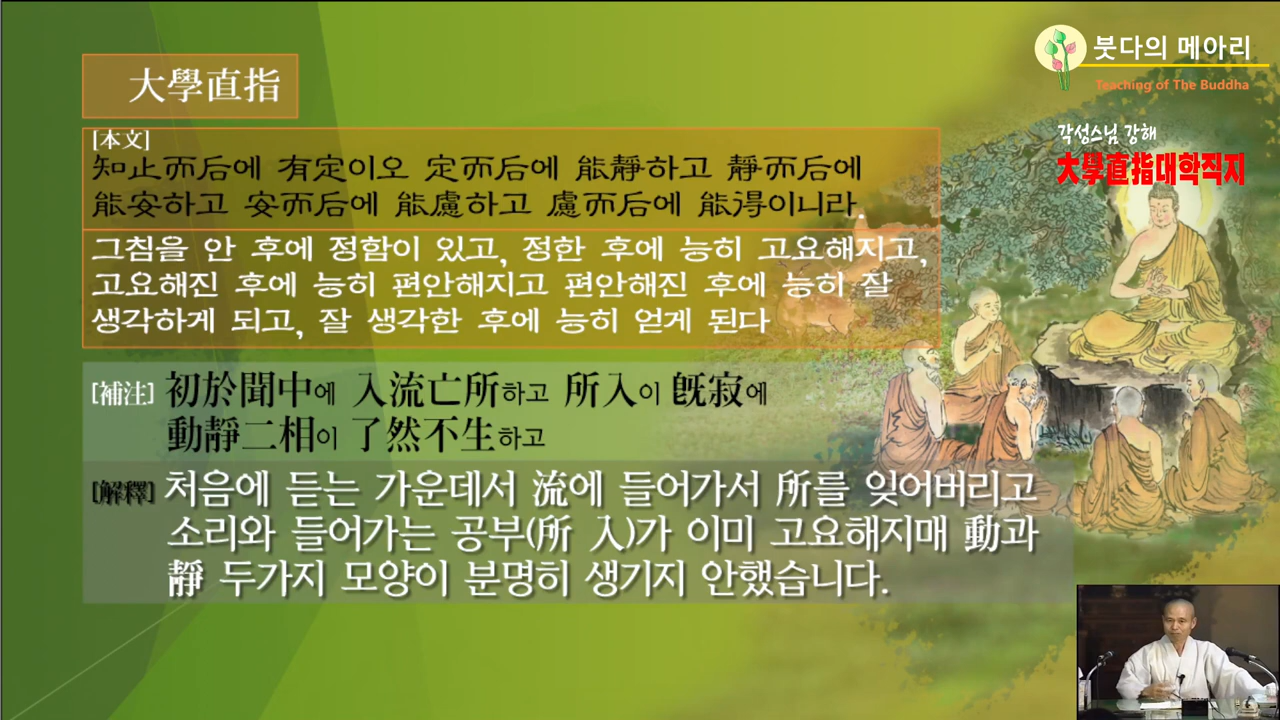 大學直指
붓다의 메아리
Teaching of The Buddha
각성스님 강해
大學直指대학직지
[本文]
知止而后에 有定이오 定而后에 能靜하고 靜而后에
能安하고 安而后에 能慮하고 慮而后에 能得이니라.
그침을 안 후에 정함이 있고, 정한 후에 능히 고요해지고,
고요해진 후에 능히 편안해지고 편안해진 후에 능히 잘
생각하게 되고, 잘 생각한 후에 능히 얻게 된다
[補注] 初於聞中에 入流亡所하고 所入이 旣寂에
動靜二相이 了然不生하고
[解釋] 처음에 듣는 가운데서 流에 들어가서 所를 잊어버리고
소리와 들어가는 공부(所 入)가 이미 고요해지매 動과
靜 두가지 모양이 분명히 생기지 안했습니다.